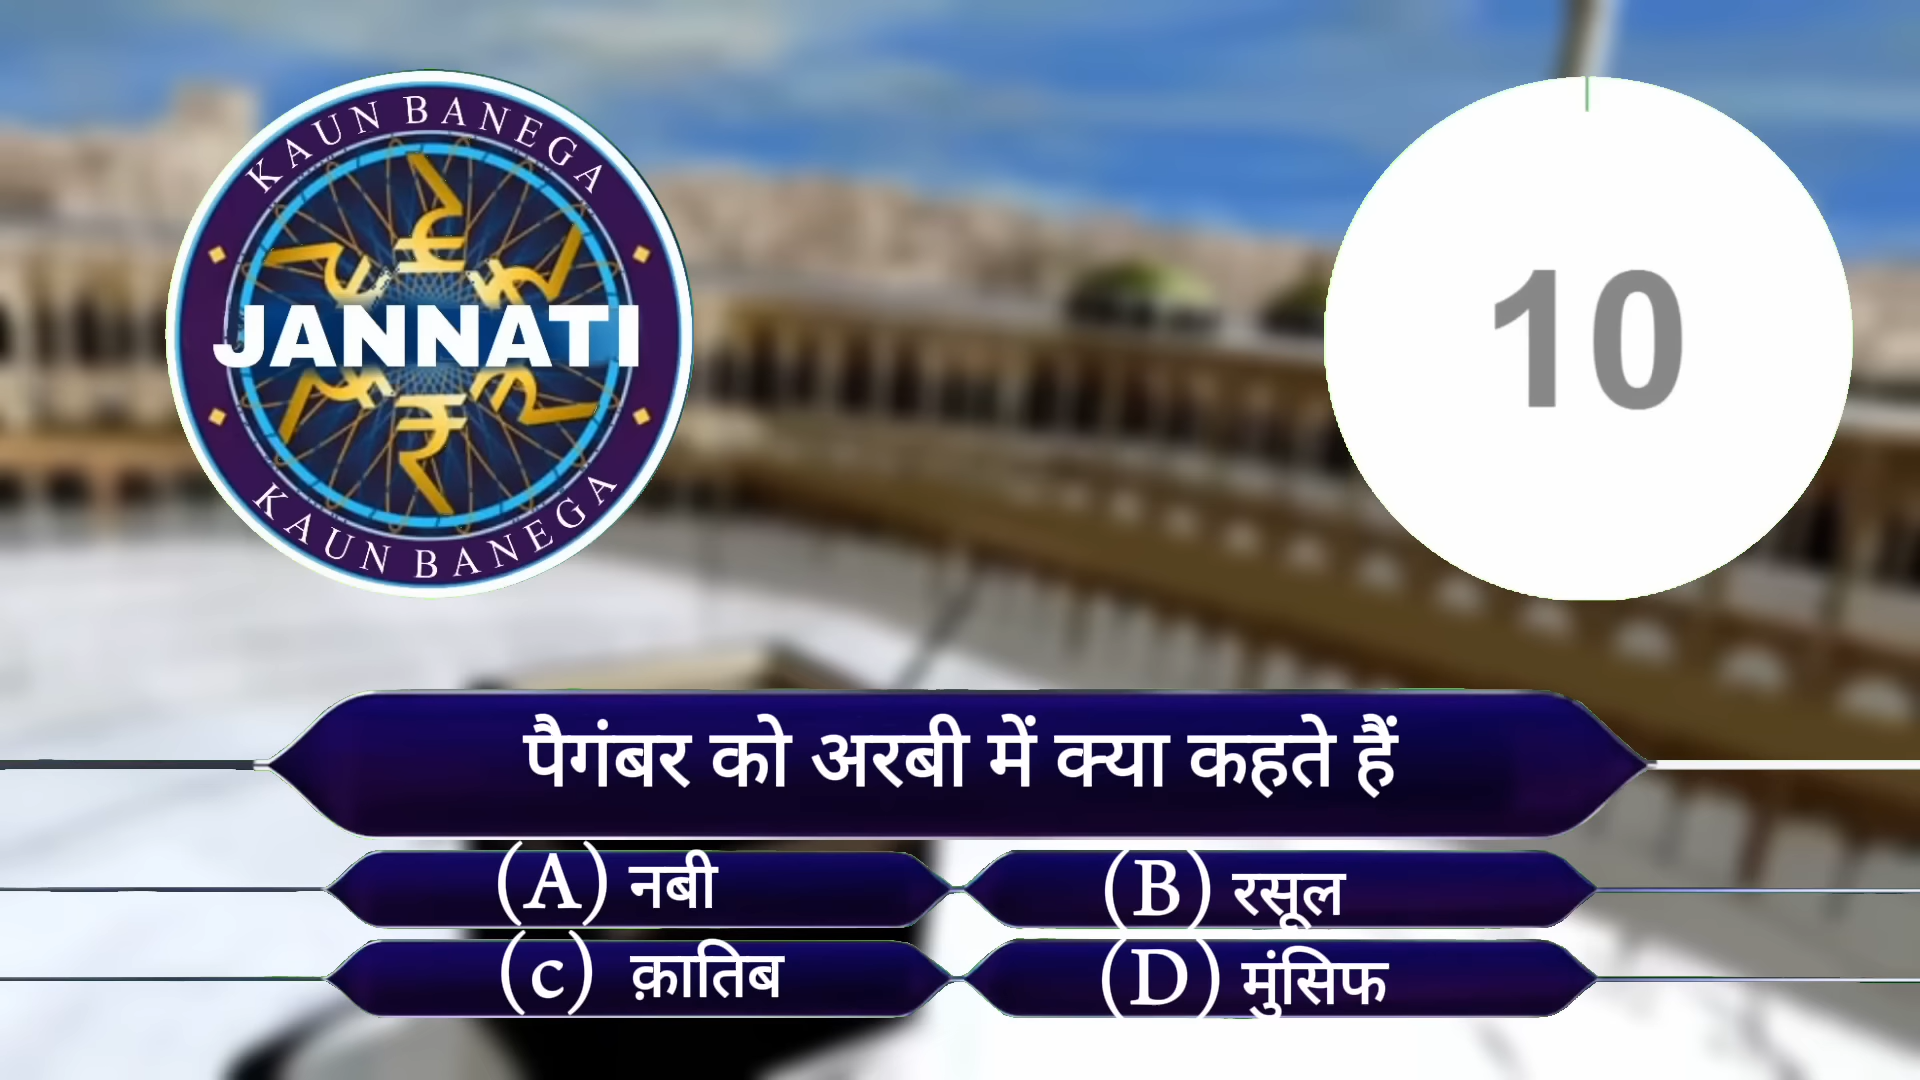 KAUN BANEGA
JANNATI
KAUN BANEGA
10
पैगंबर को अरबी में क्या कहते हैं
(A) नबी
(B) रसूल
(c) क़ातिब
(D) मुंसिफ